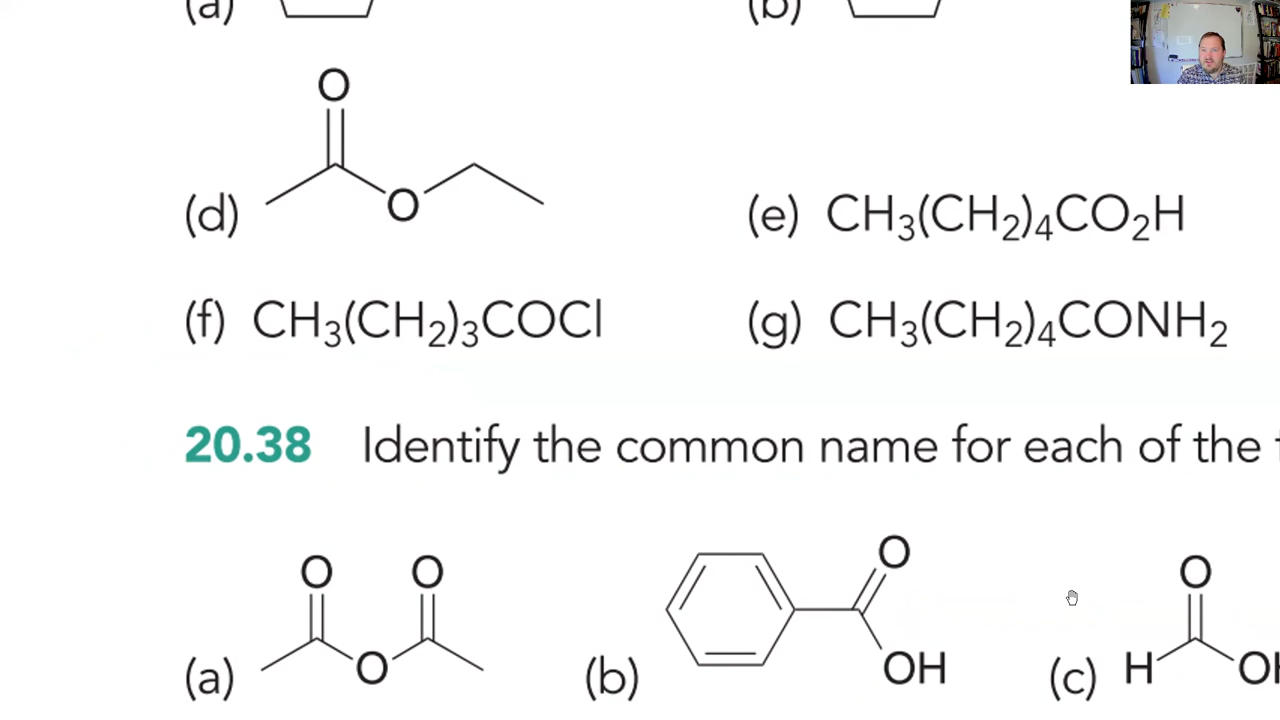 (a) (b)
O
(d) O (e) CH₃(CH₂)₄CO₂H
(f) CH₃(CH₂)₃COCl (g) CH₃(CH₂)₄CONH₂
20.38 Identify the common name for each of the
O O O O
(a) O (b) OH (c) H OH